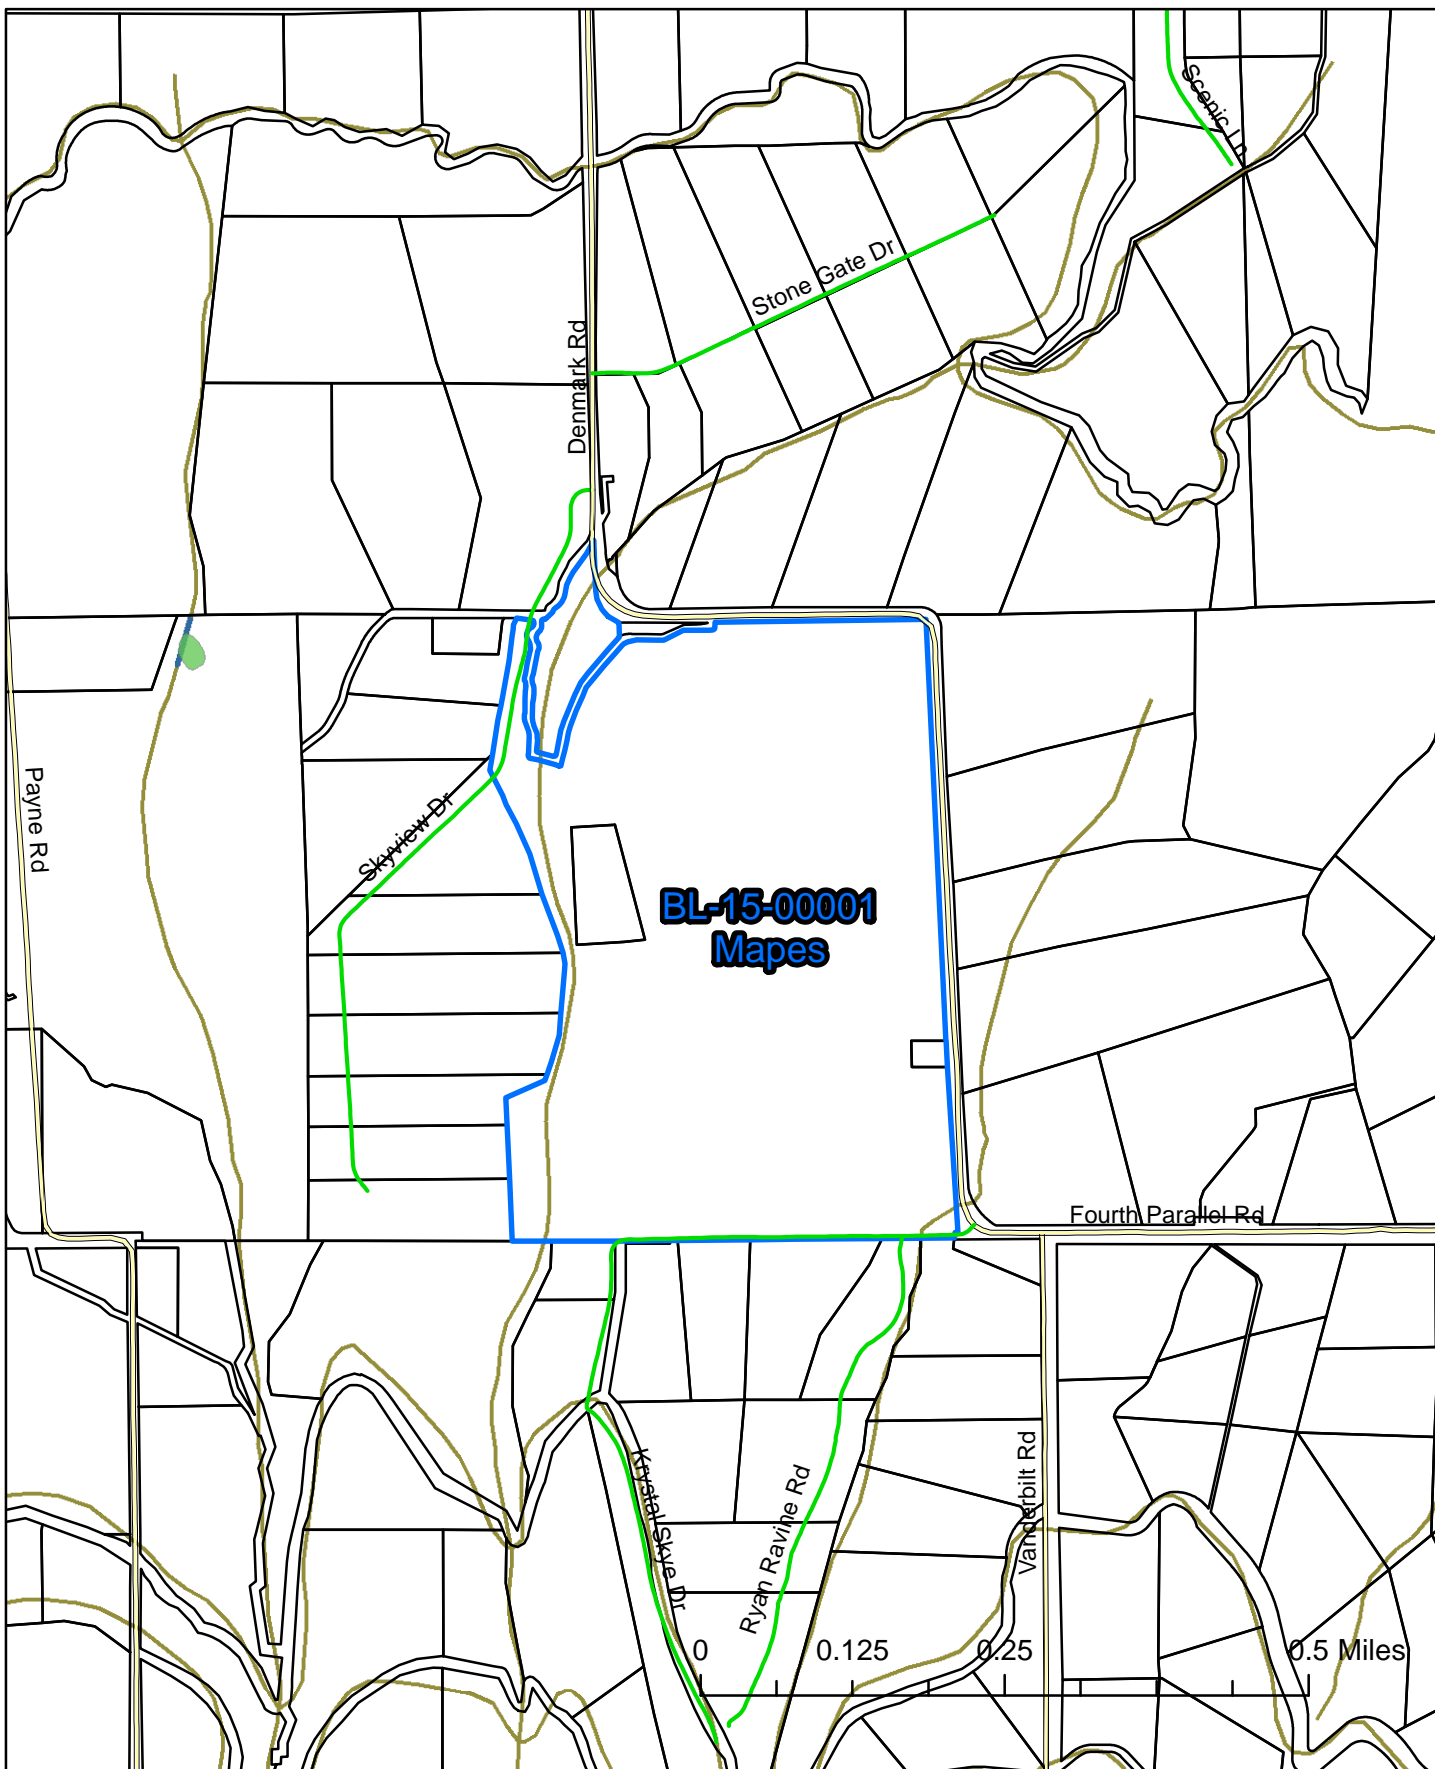 Scenic Ln
Stone Gate Dr
Denmark Rd
Payne Rd
Skyview Dr
BL-15-00001
Mapes
Fourth Parallel Rd
Krystal Skye Dr
Ryan Ravine Rd
Vanderbilt Rd
0 0.125 0.25 0.5 Miles